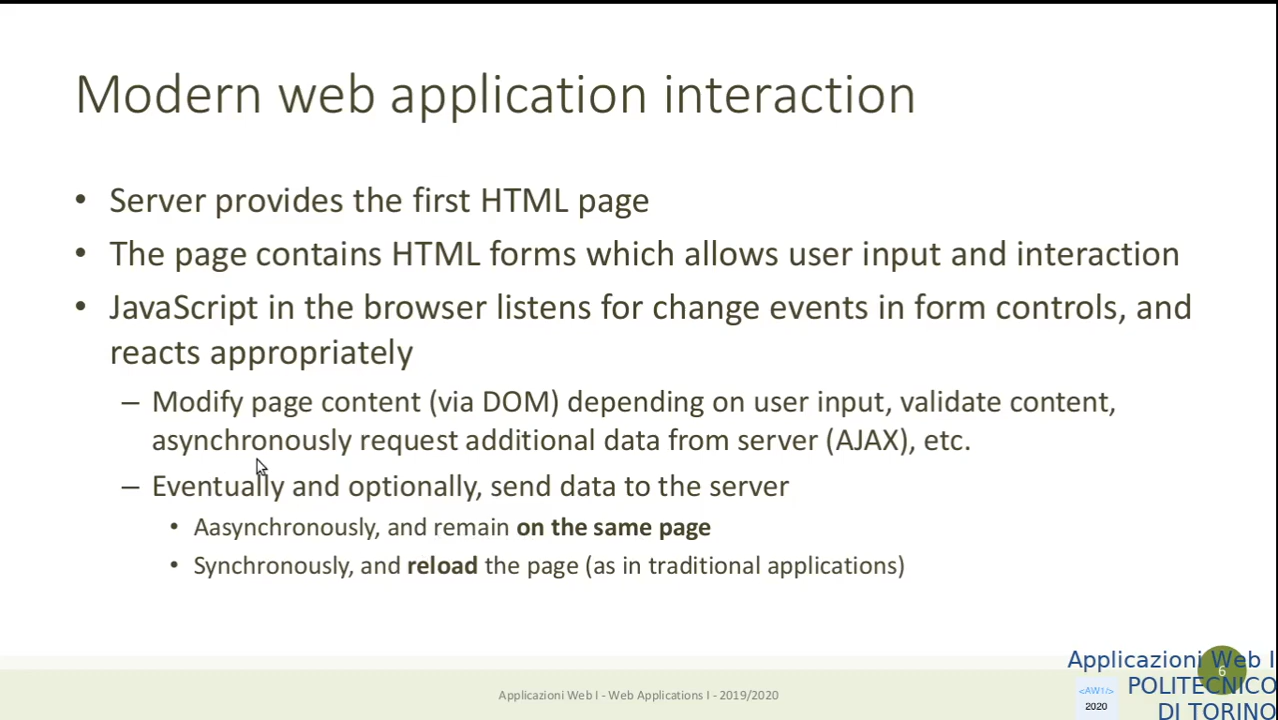 Modern web application interaction
• Server provides the first HTML page
• The page contains HTML forms which allows user input and interaction
• JavaScript in the browser listens for change events in form controls, and
reacts appropriately
– Modify page content (via DOM) depending on user input, validate content,
asynchronously request additional data from server (AJAX), etc.
– Eventually and optionally, send data to the server
• Aasynchronously, and remain on the same page
• Synchronously, and reload the page (as in traditional applications)
Applicazioni Web I - Web Applications I - 2019/2020
6
Applicazioni Web I
POLITECNICO
DI TORINO
<AW1/>
2020